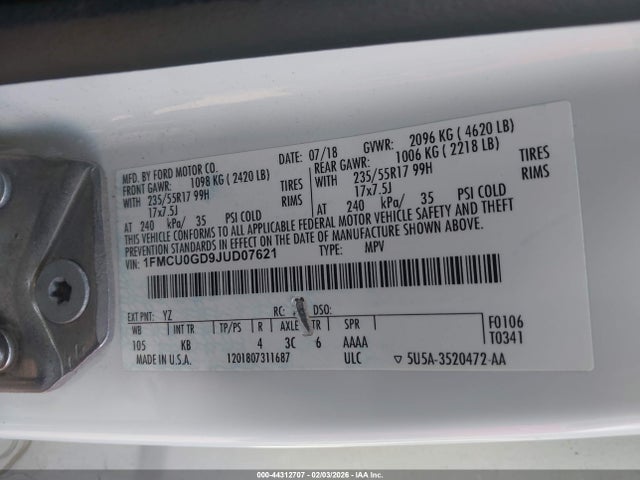 MFD. BY FORD MOTOR CO.
DATE: 07/18 GVWR: 2096 KG ( 4620 LB)
FRONT GAWR: 1098 KG ( 2420 LB)
REAR GAWR: 1006 KG ( 2218 LB)
WITH 235/55R17 99H TIRES
WITH 235/55R17 99H TIRES
17x7.5J RIMS
17x7.5J RIMS
AT 240 kPa/ 35 PSI COLD
AT 240 kPa/ 35 PSI COLD
THIS VEHICLE CONFORMS TO ALL APPLICABLE FEDERAL MOTOR VEHICLE SAFETY AND THEFT
PREVENTION STANDARDS IN EFFECT ON THE DATE OF MANUFACTURE SHOWN ABOVE.
VIN: 1FMCU0GD9JUD07621
TYPE: MPV
EXT PNT: YZ RC: DSO:
WB INT TR TP/PS R AXLE TR SPR
105 KB 4 3C 6 AAAA
F0106
T0341
MADE IN U.S.A. 1201807311687 ULC ▽ 5U5A-3520472-AA
000-44312707 - 02/03/2026 - COPYRIGHT IAA, LLC